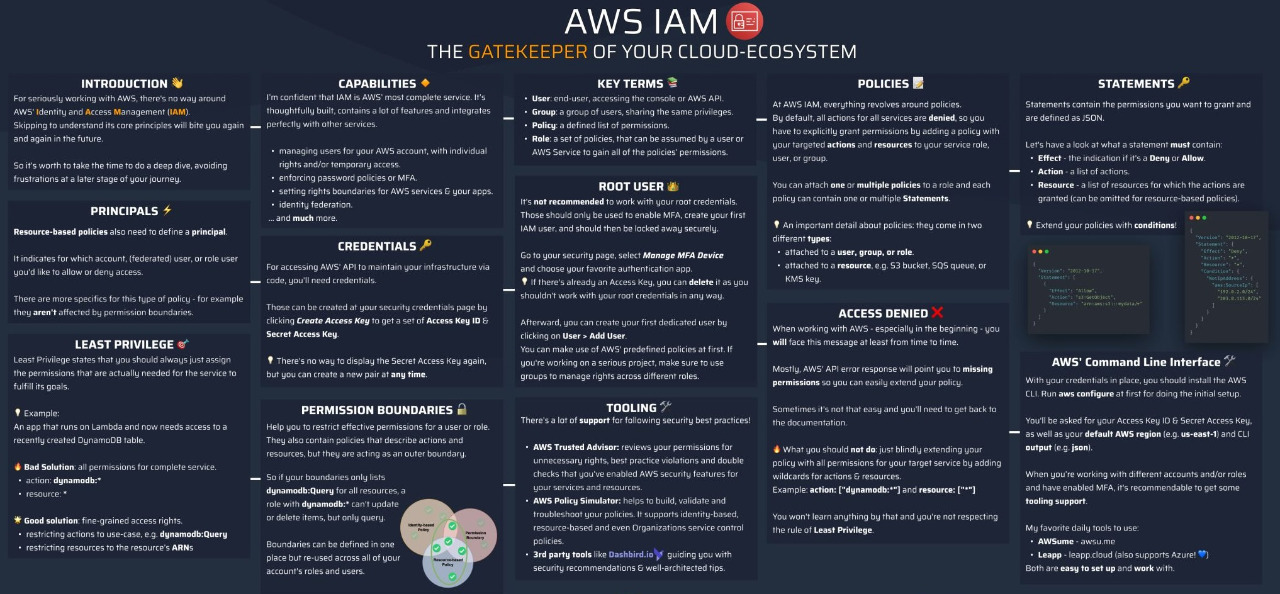 AWS IAM
THE GATEKEEPER OF YOUR CLOUD-ECOSYSTEM
INTRODUCTION 👋
For seriously working with AWS, there's no way around
AWS' Identity and Access Management (IAM).
Skipping to understand its core principles will bite you again
and again in the future.
So it's worth to take the time to do a deep dive, avoiding
frustrations at a later stage of your journey.
PRINCIPALS ⚡
Resource-based policies also need to define a principal.
It indicates for which account, (federated) user, or role user
you'd like to allow or deny access.
There are more specifics for this type of policy - for example
they aren't affected by permission boundaries.
LEAST PRIVILEGE 🎯
Least Privilege states that you should always just assign
the permissions that are actually needed for the service to
fulfill its goals.
💡 Example:
An app that runs on Lambda and now needs access to a
recently created DynamoDB table.
🔥 Bad Solution: all permissions for complete service.
• action: dynamodb:*
• resource: *
🌟 Good solution: fine-grained access rights.
• restricting actions to use-case, e.g. dynamodb:Query
• restricting resources to the resource's ARNs
CAPABILITIES 🔸
I'm confident that IAM is AWS' most complete service. It's
thoughtfully built, contains a lot of features and integrates
perfectly with other services.
• managing users for your AWS account, with individual
rights and/or temporary access.
• enforcing password policies or MFA.
• setting rights boundaries for AWS services & your apps.
• identity federation.
... and much more.
CREDENTIALS 🔑
For accessing AWS' API to maintain your infrastructure via
code, you'll need credentials.
Those can be created at your security credentials page by
clicking Create Access Key to get a set of Access Key ID &
Secret Access Key.
💡 There's no way to display the Secret Access Key again,
but you can create a new pair at any time.
PERMISSION BOUNDARIES 🔒
Help you to restrict effective permissions for a user or role.
They also contain policies that describe actions and
resources, but they are acting as an outer boundary.
So if your boundaries only lists
dynamodb:Query for all resources, a
role with dynamodb:* can't update
or delete items, but only query.
Boundaries can be defined in one
place but re-used across all of your
account's roles and users.
Identity-based
Policy
Permission
Boundary
Resource-based
Policy
KEY TERMS 📚
• User: end-user, accessing the console or AWS API.
• Group: a group of users, sharing the same privileges.
• Policy: a defined list of permissions.
• Role: a set of policies, that can be assumed by a user or
AWS Service to gain all of the policies' permissions.
ROOT USER 👑
It's not recommended to work with your root credentials.
Those should only be used to enable MFA, create your first
IAM user, and should then be locked away securely.
Go to your security page, select Manage MFA Device
and choose your favorite authentication app.
💡 If there's already an Access Key, you can delete it as you
shouldn't work with your root credentials in any way.
Afterward, you can create your first dedicated user by
clicking on User > Add User.
You can make use of AWS' predefined policies at first. If
you're working on a serious project, make sure to use
groups to manage rights across different roles.
TOOLING 🛠
There's a lot of support for following security best practices!
• AWS Trusted Advisor: reviews your permissions for
unnecessary rights, best practice violations and double
checks that you've enabled AWS security features for
your services and resources.
• AWS Policy Simulator: helps to build, validate and
troubleshoot your policies. It supports identity-based,
resource-based and even Organizations service control
policies.
• 3rd party tools like Dashbird.io guiding you with
security recommendations & well-architected tips.
POLICIES 📝
At AWS IAM, everything revolves around policies.
By default, all actions for all services are denied, so you
have to explicitly grant permissions by adding a policy with
your targeted actions and resources to your service role,
user, or group.
You can attach one or multiple policies to a role and each
policy can contain one or multiple Statements.
💡 An important detail about policies: they come in two
different types:
• attached to a user, group, or role.
• attached to a resource, e.g. S3 bucket, SQS queue, or
KMS key.
ACCESS DENIED ❌
When working with AWS - especially in the beginning - you
will face this message at least from time to time.
Mostly, AWS' API error response will point you to missing
permissions so you can easily extend your policy.
Sometimes it's not that easy and you'll need to get back to
the documentation.
🔥 What you should not do: just blindly extending your
policy with all permissions for your target service by adding
wildcards for actions & resources.
Example: action: ["dynamodb:*"] and resource: ["*"]
You won't learn anything by that and you're not respecting
the rule of Least Privilege.
STATEMENTS 🔑
Statements contain the permissions you want to grant and
are defined as JSON.
Let's have a look at what a statement must contain:
• Effect - the indication if it's a Deny or Allow.
• Action - a list of actions.
• Resource - a list of resources for which the actions are
granted (can be omitted for resource-based policies).
💡 Extend your policies with conditions!
{
"Version": "2012-10-17",
"Statement": [
{
"Effect": "Allow",
"Action": "s3:GetObject",
}
]
}
{
"Version": "2012-10-17",
"Statement": {
"Effect": "Deny",
"Action": "*",
"Resource": "*",
"Condition": {
"NotIpAddress": {
"aws:SourceIp": [
"192.0.2.0/24",
"203.0.113.0/24"
]
}
}
}
}
AWS' Command Line Interface 🛠
With your credentials in place, you should install the AWS
CLI. Run aws configure at first for doing the initial setup.
You'll be asked for your Access Key ID & Secret Access Key,
as well as your default AWS region (e.g. us-east-1) and CLI
output (e.g. json).
When you're working with different accounts and/or roles
and have enabled MFA, it's recommendable to get some
tooling support.
My favorite daily tools to use:
• AWSume - awsu.me
• Leapp - leapp.cloud (also supports Azure! 💙)
Both are easy to set up and work with.